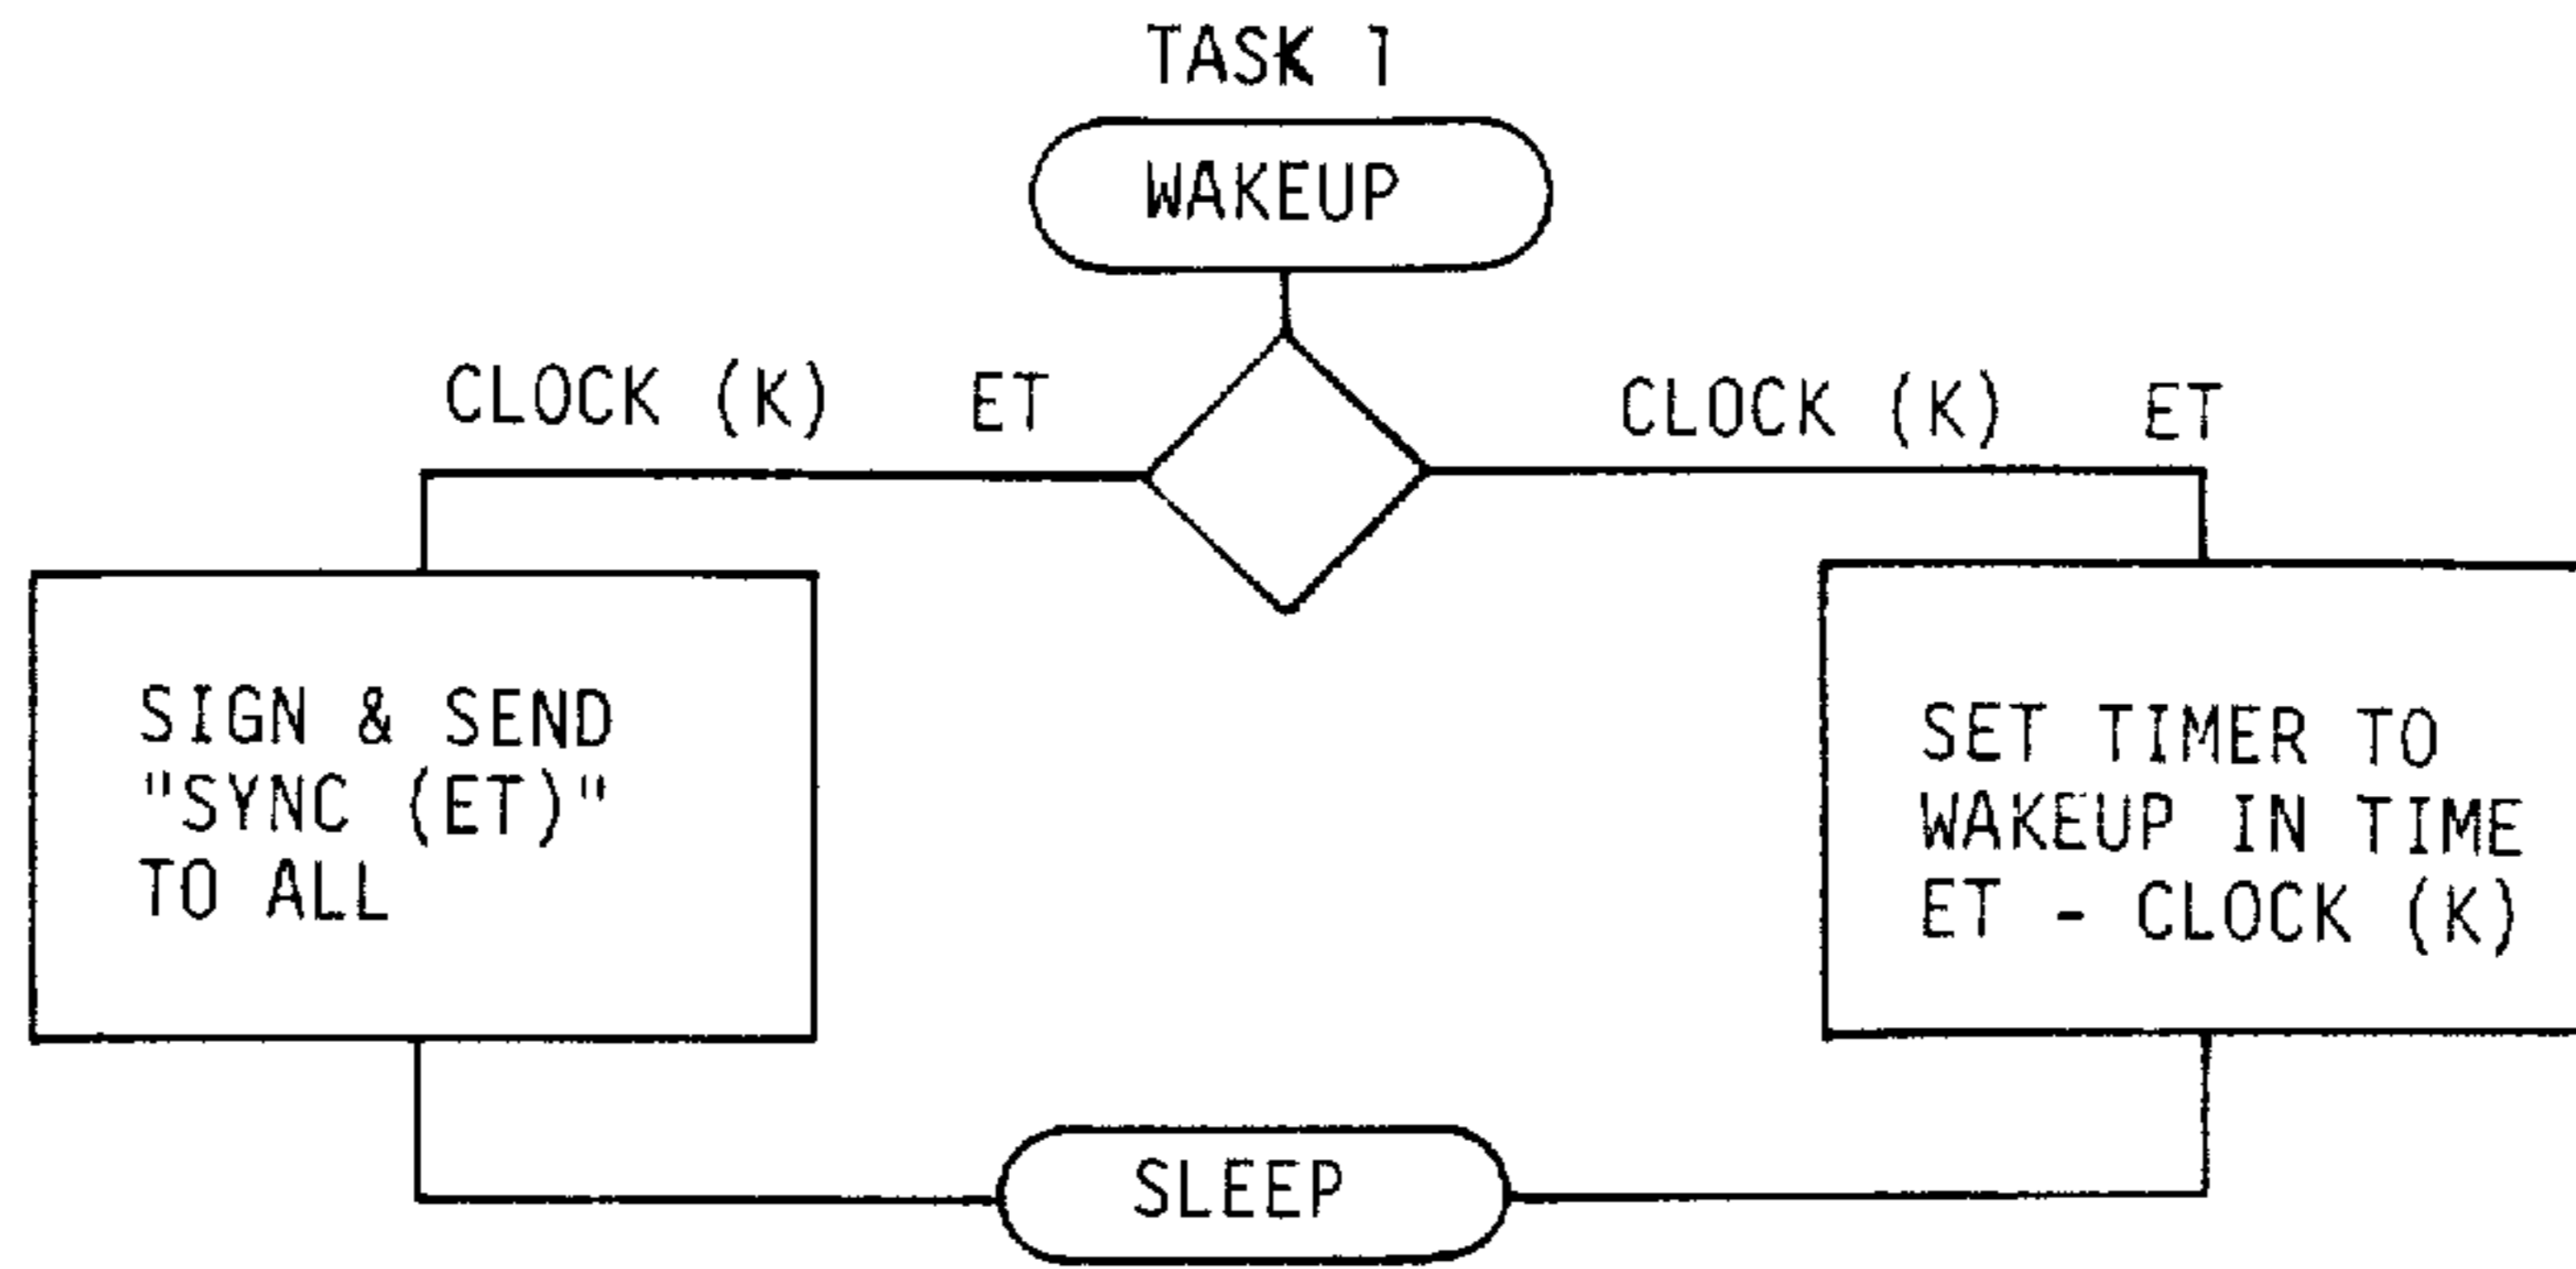 TASK 1
WAKEUP
CLOCK (K) ET
CLOCK (K) ET
SIGN & SEND
"SYNC (ET)"
TO ALL
SET TIMER TO
WAKEUP IN TIME
ET - CLOCK (K)
SLEEP